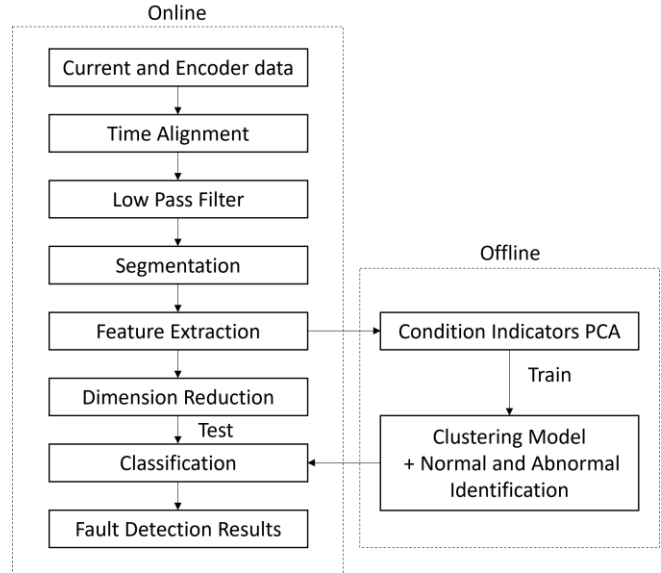 Online
Current and Encoder data
Time Alignment
Low Pass Filter
Segmentation
Feature Extraction
Dimension Reduction
Test
Classification
Fault Detection Results
Offline
Condition Indicators PCA
Train
Clustering Model
+ Normal and Abnormal
Identification